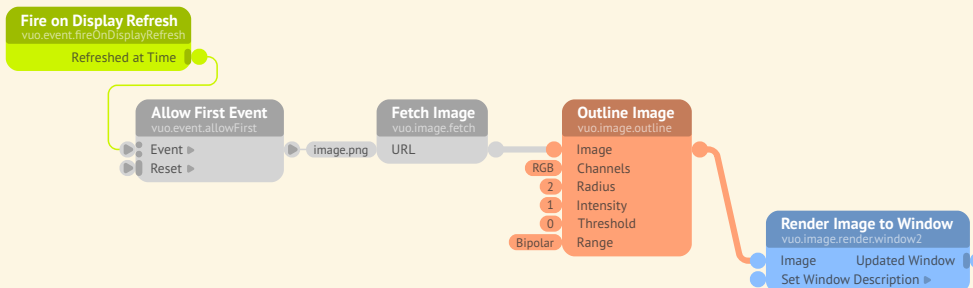 Fire on Display Refresh
vuo.event.fireOnDisplayRefresh
Refreshed at Time
Allow First Event
vuo.event.allowFirst
Event
Reset
image.png
Fetch Image
vuo.image.fetch
URL
Outline Image
vuo.image.outline
Image
RGB Channels
2 Radius
1 Intensity
0 Threshold
Bipolar Range
Render Image to Window
vuo.image.render.window2
Image Updated Window
Set Window Description